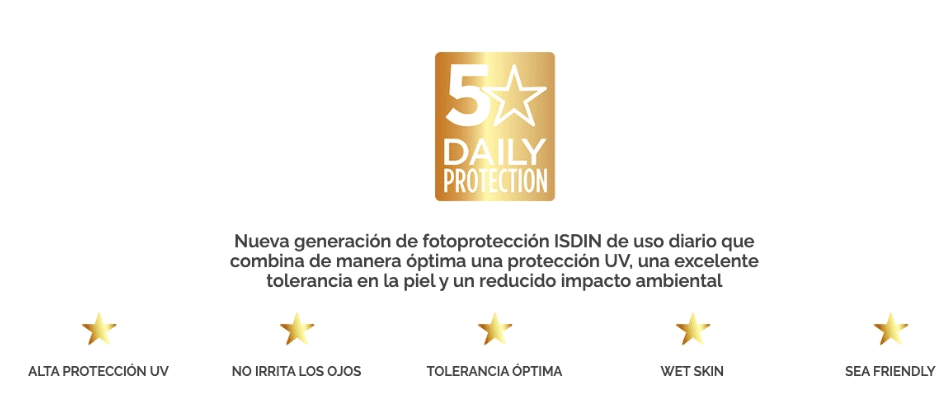 5
DAILY
PROTECTION
Nueva generación de fotoprotección ISDIN de uso diario que
combina de manera óptima una protección UV, una excelente
tolerancia en la piel y un reducido impacto ambiental
ALTA PROTECCIÓN UV
NO IRRITA LOS OJOS
TOLERANCIA ÓPTIMA
WET SKIN
SEA FRIENDLY